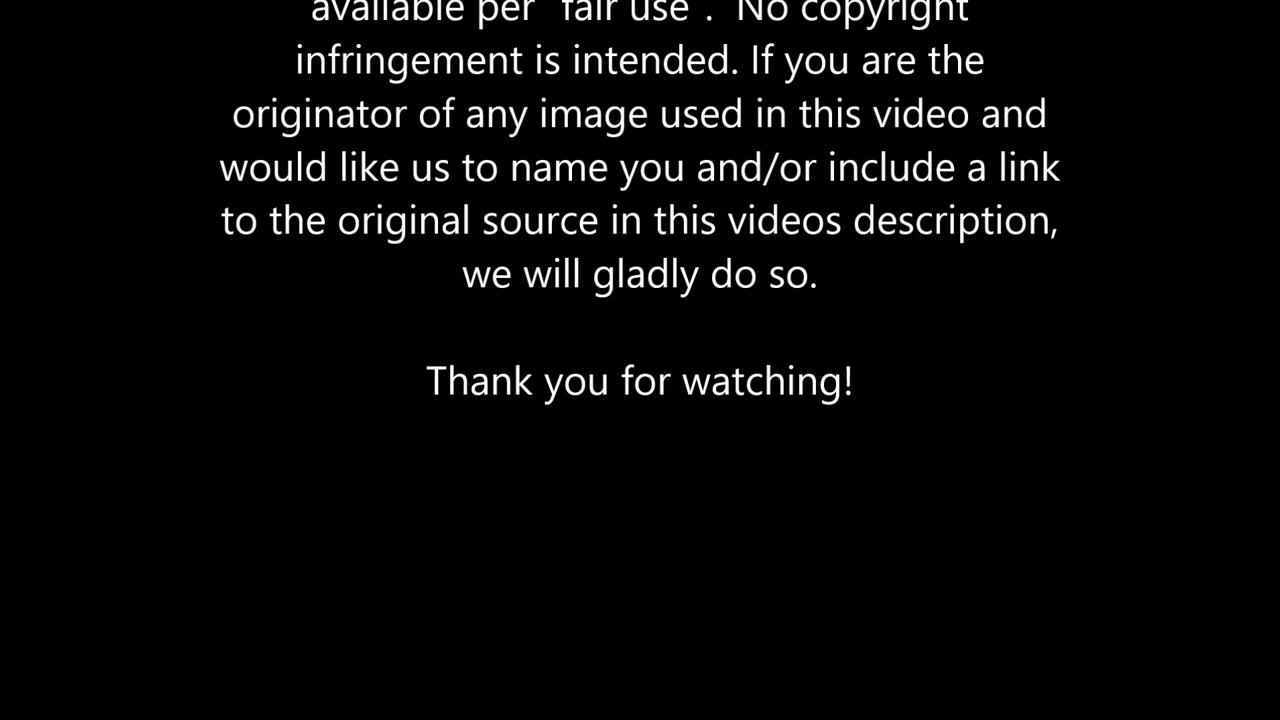 available per "fair use". No copyright
infringement is intended. If you are the
originator of any image used in this video and
would like us to name you and/or include a link
to the original source in this videos description,
we will gladly do so.
Thank you for watching!